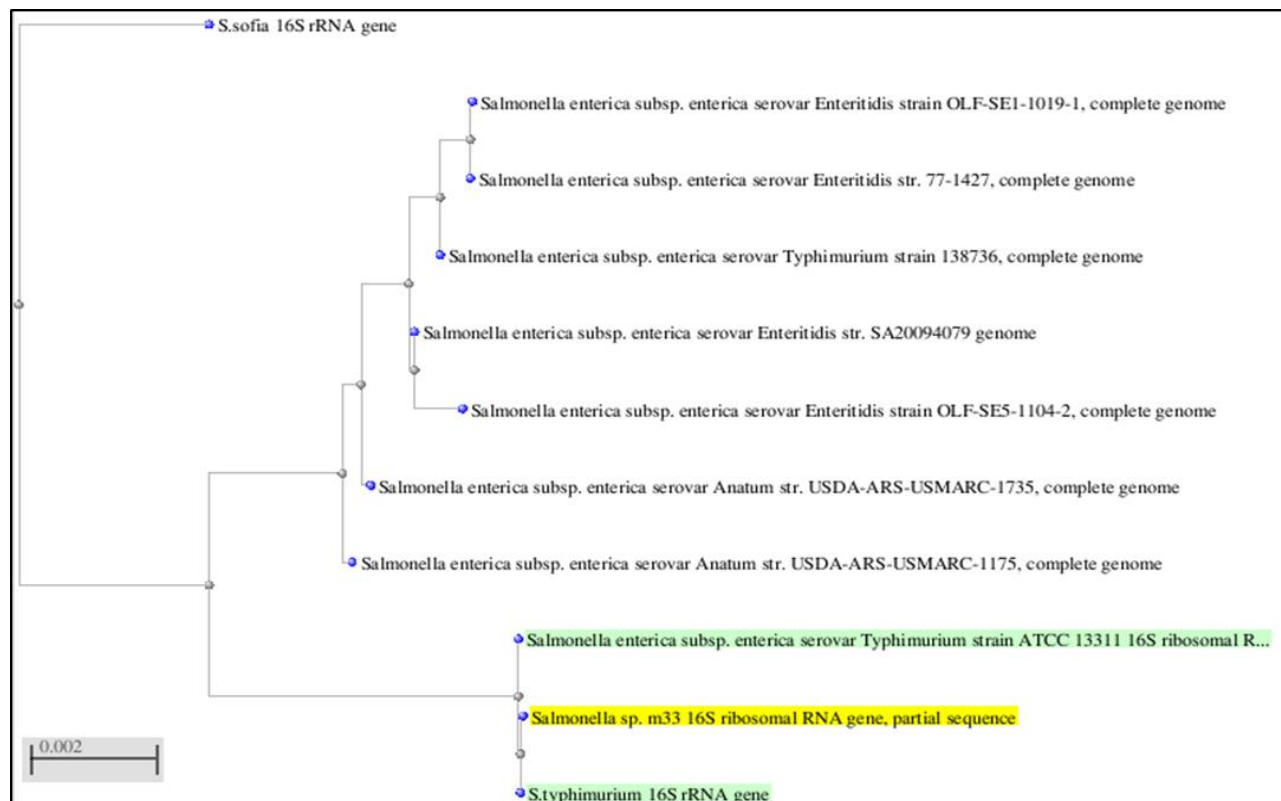 S.sofia 16S rRNA gene
Salmonella enterica subsp. enterica serovar Enteritidis strain OLF-SE1-1019-1, complete genome
Salmonella enterica subsp. enterica serovar Enteritidis str. 77-1427, complete genome
Salmonella enterica subsp. enterica serovar Typhimurium strain 138736, complete genome
Salmonella enterica subsp. enterica serovar Enteritidis str. SA20094079 genome
Salmonella enterica subsp. enterica serovar Enteritidis strain OLF-SE5-1104-2, complete genome
Salmonella enterica subsp. enterica serovar Anatum str. USDA-ARS-USMARC-1735, complete genome
Salmonella enterica subsp. enterica serovar Anatum str. USDA-ARS-USMARC-1175, complete genome
Salmonella enterica subsp. enterica serovar Typhimurium strain ATCC 13311 16S ribosomal R...
Salmonella sp. m33 16S ribosomal RNA gene, partial sequence
0.002
S.typhimurium 16S rRNA gene